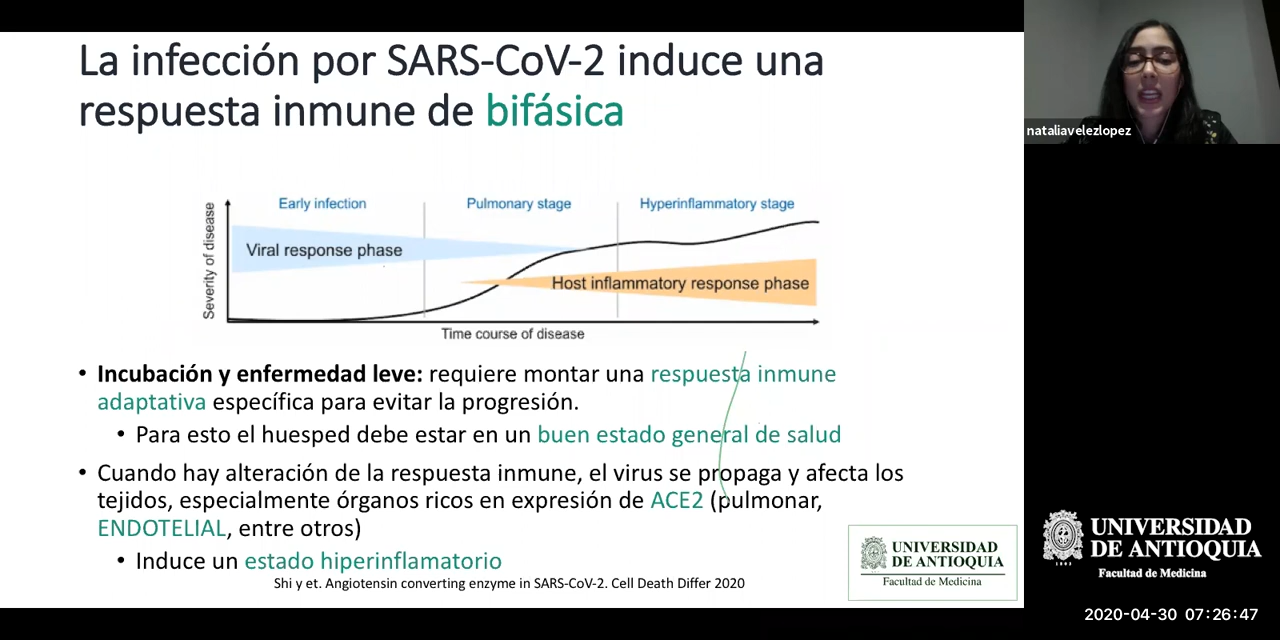 La infección por SARS-CoV-2 induce una
respuesta inmune de bifásica
nataliavelezlopez
Early infection
Pulmonary stage
Hyperinflammatory stage
Severity of disease
Viral response phase
Host inflammatory response phase
Time course of disease
• Incubación y enfermedad leve: requiere montar una respuesta inmune
adaptativa específica para evitar la progresión.
• Para esto el huesped debe estar en un buen estado general de salud
• Cuando hay alteración de la respuesta inmune, el virus se propaga y afecta los
tejidos, especialmente órganos ricos en expresión de ACE2 (pulmonar,
ENDOTELIAL, entre otros)
• Induce un estado hiperinflamatorio
Shi y et. Angiotensin converting enzyme in SARS-CoV-2. Cell Death Differ 2020
UNIVERSIDAD
DE ANTIOQUIA
Facultad de Medicina
UNIVERSIDAD
DE ANTIOQUIA
1803
Facultad de Medicina
2020-04-30 07:26:47